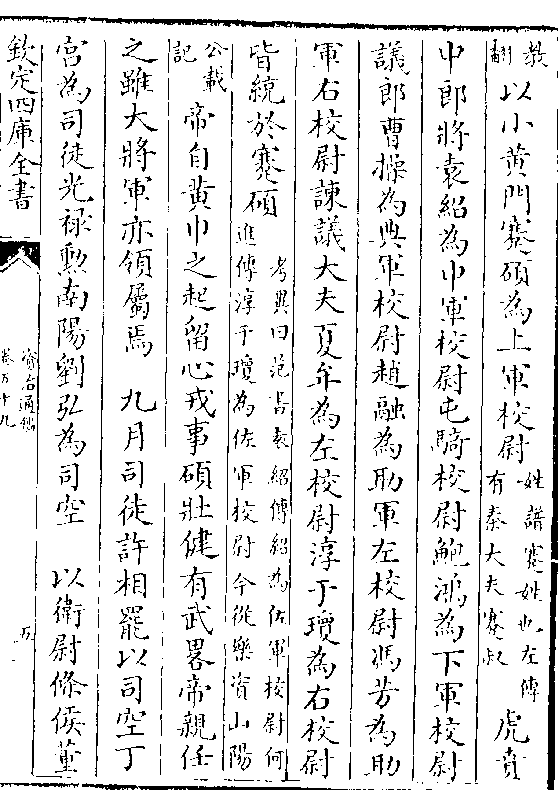 教翻以小黄門蹇碩為上軍校尉姓譜蹇姓也左傳有秦大夫蹇叔虎賁
中郎將袁紹為中軍校尉屯騎校尉鮑鴻為下軍校尉
議郎曹操為典軍校尉趙融為助軍左校尉馮芳為助
軍右校尉諫議大夫夏牟為左校尉淳于瓊為右校尉
皆統於蹇碩考異曰范書袁紹傳紹為佐軍校尉何進傳淳于瓊為佐軍校尉今從樂資山陽
公載記帝自黄巾之起留心戎事碩壯健有武畧帝親任
之雖大將軍亦領屬焉 九月司徒許相罷以司空丁
宫為司徒光禄勲南陽劉弘為司空 以衛尉條侯董
欽定四庫全書
資治通鑑
卷五十九
五